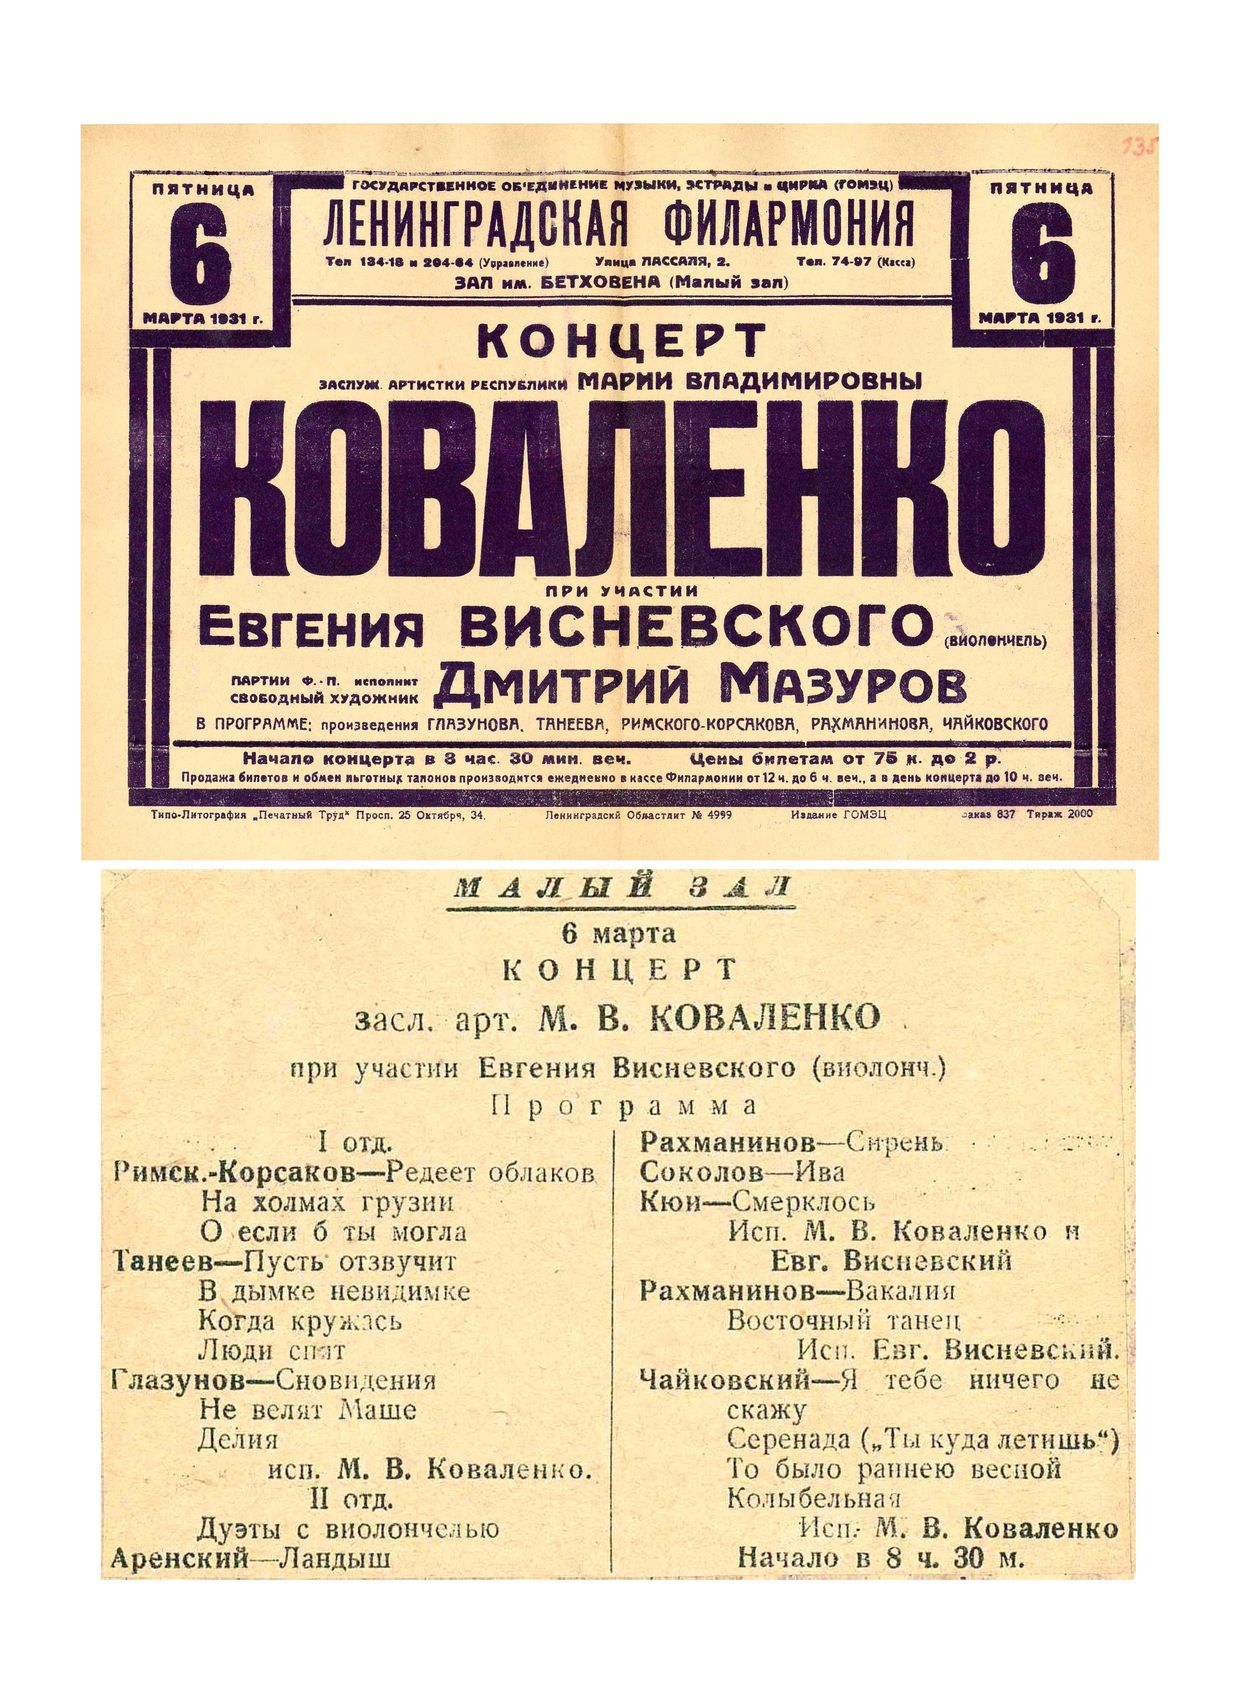 135
ПЯТНИЦА
6
МАРТА 1931 г.
ГОСУДАРСТВЕННОЕ ОБ'ЕДИНЕНИЕ МУЗЫКИ, ЭСТРАДЫ и ЦИРКА (ГОМЭЦ)
ЛЕНИНГРАДСКАЯ ФИЛАРМОНИЯ
Тел 134-18 и 204-64 (Управление) Улица ЛАССАЛЯ, 2. Тел. 74-97 (Касса)
ЗАЛ им. БЕТХОВЕНА (Малый зал)
ПЯТНИЦА
6
МАРТА 1931 г.
КОНЦЕРТ
ЗАСЛУЖ. АРТИСТКИ РЕСПУБЛИКИ МАРИИ ВЛАДИМИРОВНЫ
КОВАЛЕНКО
ПРИ УЧАСТИИ
ЕВГЕНИЯ ВИСНЕВСКОГО (ВИОЛОНЧЕЛЬ)
ПАРТИИ Ф.-П. исполнит
СВОБОДНЫЙ ХУДОЖНИК ДМИТРИЙ МАЗУРОВ
В ПРОГРАММЕ: произведения ГЛАЗУНОВА, ТАНЕЕВА, РИМСКОГО-КОРСАКОВА, РАХМАНИНОВА, ЧАЙКОВСКОГО
Начало концерта в 8 час. 30 мин. веч. Цены билетам от 75 к. до 2 р.
Продажа билетов и обмен льготных талонов производится ежедневно в кассе Филармонии от 12 ч. до 6 ч. веч., а в день концерта до 10 ч. веч.
Типо-Литография „Печатный Труд“ Просп. 25 Октября, 34. Ленинградскй Областлит № 4999 Издание ГОМЭЦ заказ 837 Тираж 2000
МАЛЫЙ ЗАЛ
6 марта
КОНЦЕРТ
засл. арт. М. В. КОВАЛЕНКО
при участии Евгения Висневского (виолонч.)
Программа
I отд.
Римск.-Корсаков—Редеет облаков
На холмах грузии
О если б ты могла
Танеев—Пусть отзвучит
В дымке невидимке
Когда кружась
Люди спят
Глазунов—Сновидения
Не велят Маше
Делия
исп. М. В. Коваленко.
II отд.
Дуэты с виолончелью
Аренский—Ландыш
Рахманинов—Сирень
Соколов—Ива
Кюи—Смерклось
Исп. М. В. Коваленко и
Евг. Висневский
Рахманинов—Вакалия
Восточный танец
Исп. Евг. Висневский.
Чайковский—Я тебе ничего не
скажу
Серенада („Ты куда летишь“)
То было раннею весной
Колыбельная
Исп. М. В. Коваленко
Начало в 8 ч. 30 м.